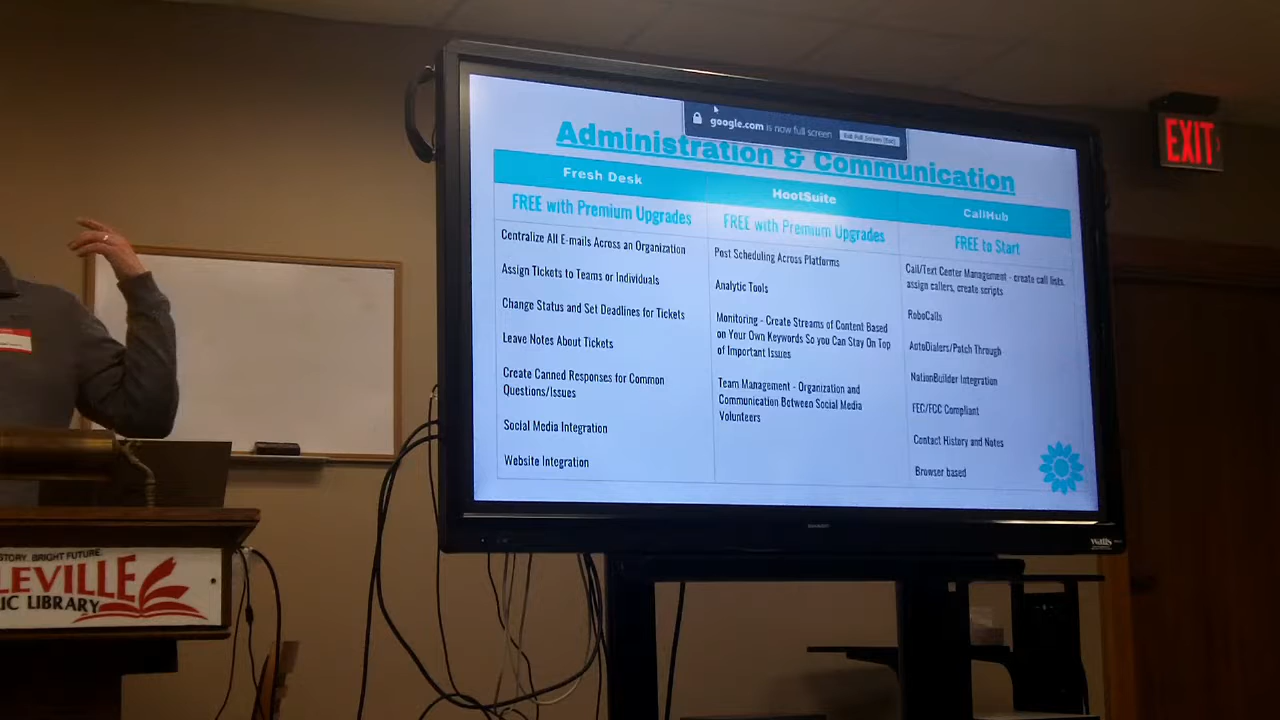 google.com is now full screen
Administration & Communication
Fresh Desk
HootSuite
CallHub
FREE with Premium Upgrades
FREE with Premium Upgrades
FREE to Start
Centralize All E-mails Across an Organization
Assign Tickets to Teams or Individuals
Change Status and Set Deadlines for Tickets
Leave Notes About Tickets
Create Canned Responses for Common
Questions/Issues
Social Media Integration
Website Integration
Post Scheduling Across Platforms
Analytic Tools
Monitoring - Create Streams of Content Based
on Your Own Keywords So you Can Stay On Top
of Important Issues
Team Management - Organization and
Communication Between Social Media
Volunteers
Call/Text Center Management - create call lists,
assign callers, create scripts
RoboCalls
AutoDialers/Patch Through
NationBuilder Integration
FEC/FCC Compliant
Contact History and Notes
Browser based
EXIT
STORY. BRIGHT FUTURE.
LEVILLE
IC LIBRARY
SHARP
watts